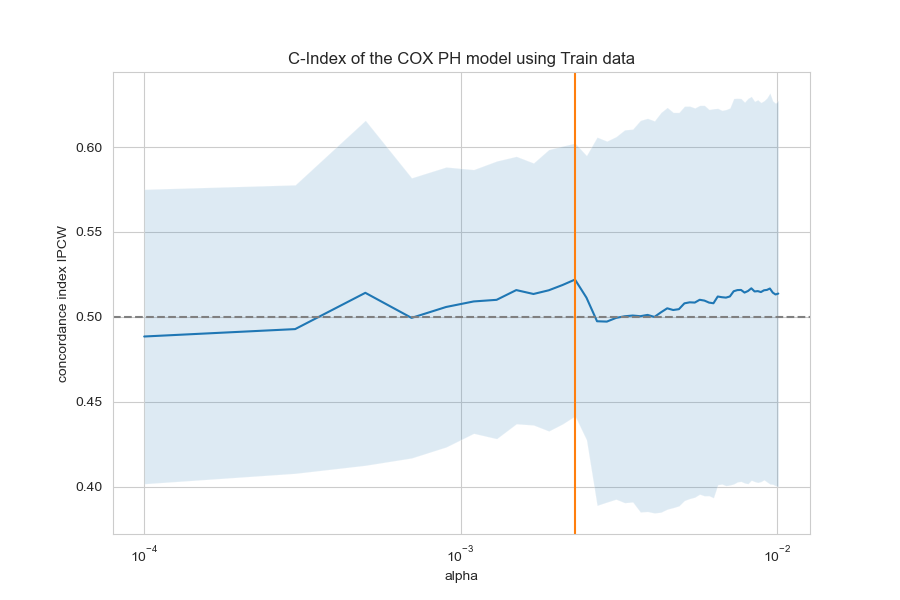 C-Index of the COX PH model using Train data
concordance index IPCW
0.60
0.55
0.50
0.45
0.40
10⁻⁴
10⁻³
10⁻²
alpha